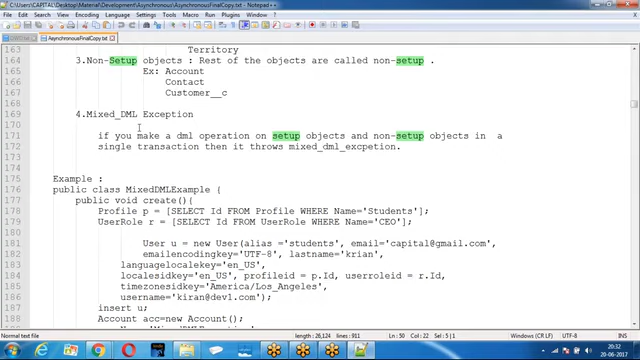 C:\Users\CAPITAL\Desktop\Material\Development\Asynchronous\AsynchronousFinalCopy.txt - Notepad++
File Edit Search View Encoding Language Settings Tools Macro Run Plugins Window ?
AsynchronousFinalCopy.txt
163 Territory
164 3.Non-Setup objects : Rest of the objects are called non-setup .
165 Ex: Account
166 Contact
167 Customer__c
168
169 4.Mixed_DML Exception
170
171 if you make a dml operation on setup objects and non-setup objects in a
172 single transaction then it throws mixed_dml_excpetion.
173
174
175 Example :
176 public class MixedDMLExample {
177 public void create(){
178 Profile p = [SELECT Id FROM Profile WHERE Name='Students'];
179 UserRole r = [SELECT Id FROM UserRole WHERE Name='CEO'];
180
181 User u = new User(alias ='students', email='capital@gmail.com',
182 emailencodingkey='UTF-8', lastname='krian',
183 languagelocalekey='en_US',
184 localesidkey='en_US', profileid = p.Id, userroleid = r.Id,
185 timezonesidkey='America/Los_Angeles',
186 username='kiran@dev1.com');
187 insert u;
188 Account acc=new Account();
Normal text file length : 26,124 lines : 911 Ln : 50 Col : 22 Sel : 5 | 1 Windows (CR LF) UTF-8 INS
20:32
20-06-2017